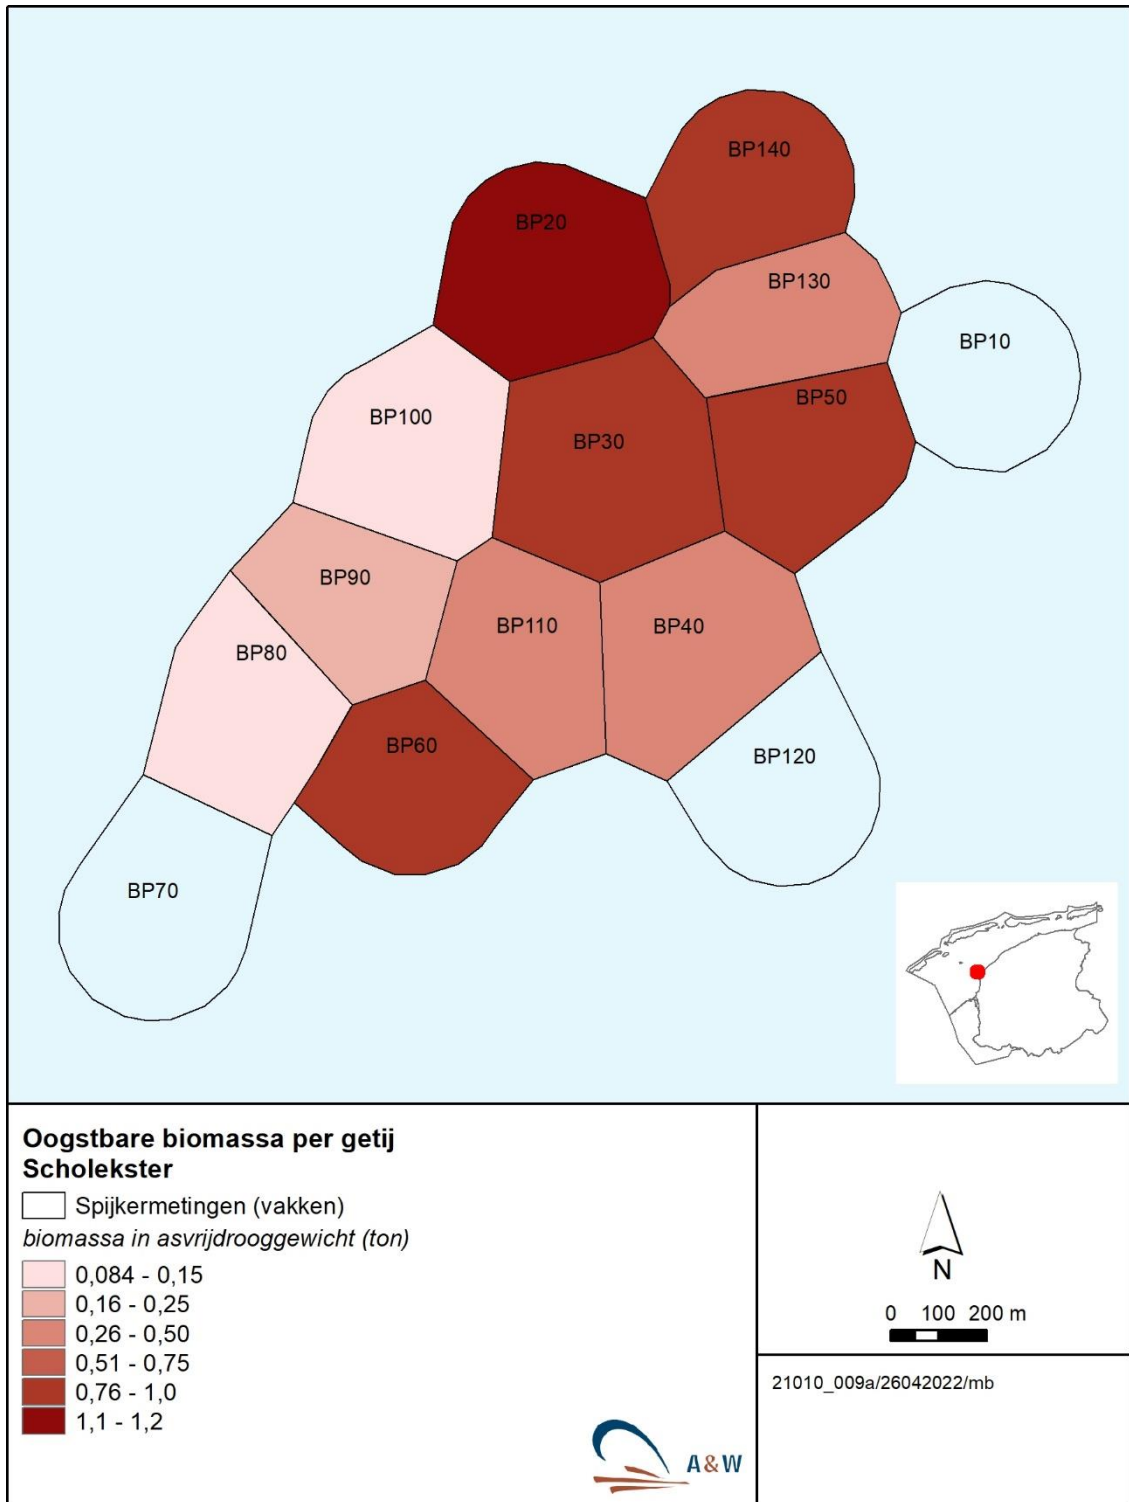 BP140
BP20
BP130
BP10
BP50
BP100
BP30
BP90
BP110
BP40
BP80
BP60
BP120
BP70
Oogstbare biomassa per getij
Scholekster
Spijkermetingen (vakken)
biomassa in asvrijdrooggewicht (ton)
0,084 - 0,15
0,16 - 0,25
0,26 - 0,50
0,51 - 0,75
0,76 - 1,0
1,1 - 1,2
N
0 100 200 m
21010_009a/26042022/mb
A&W